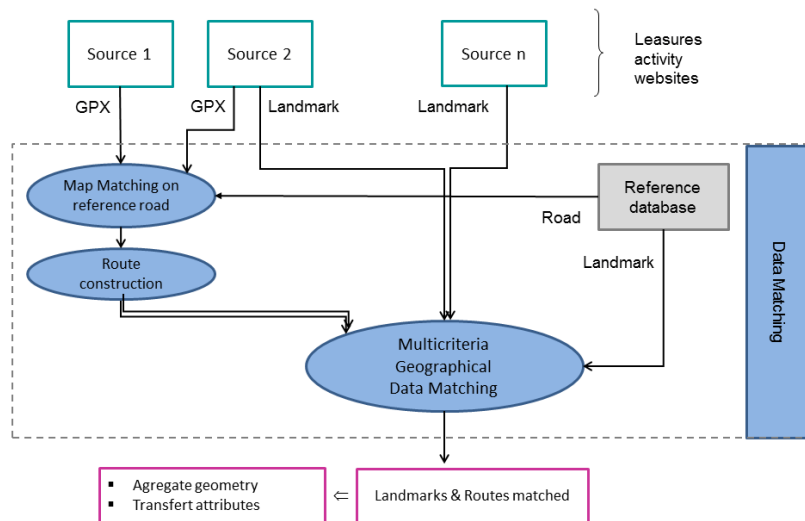 Source 1
Source 2
Source n
Leasures
activity
websites
GPX
GPX
Landmark
Landmark
Map Matching on
reference road
Reference
database
Road
Landmark
Route
construction
Multicriteria
Geographical
Data Matching
Data Matching
▪ Agregate geometry
▪ Transfert attributes
⇐
Landmarks & Routes matched